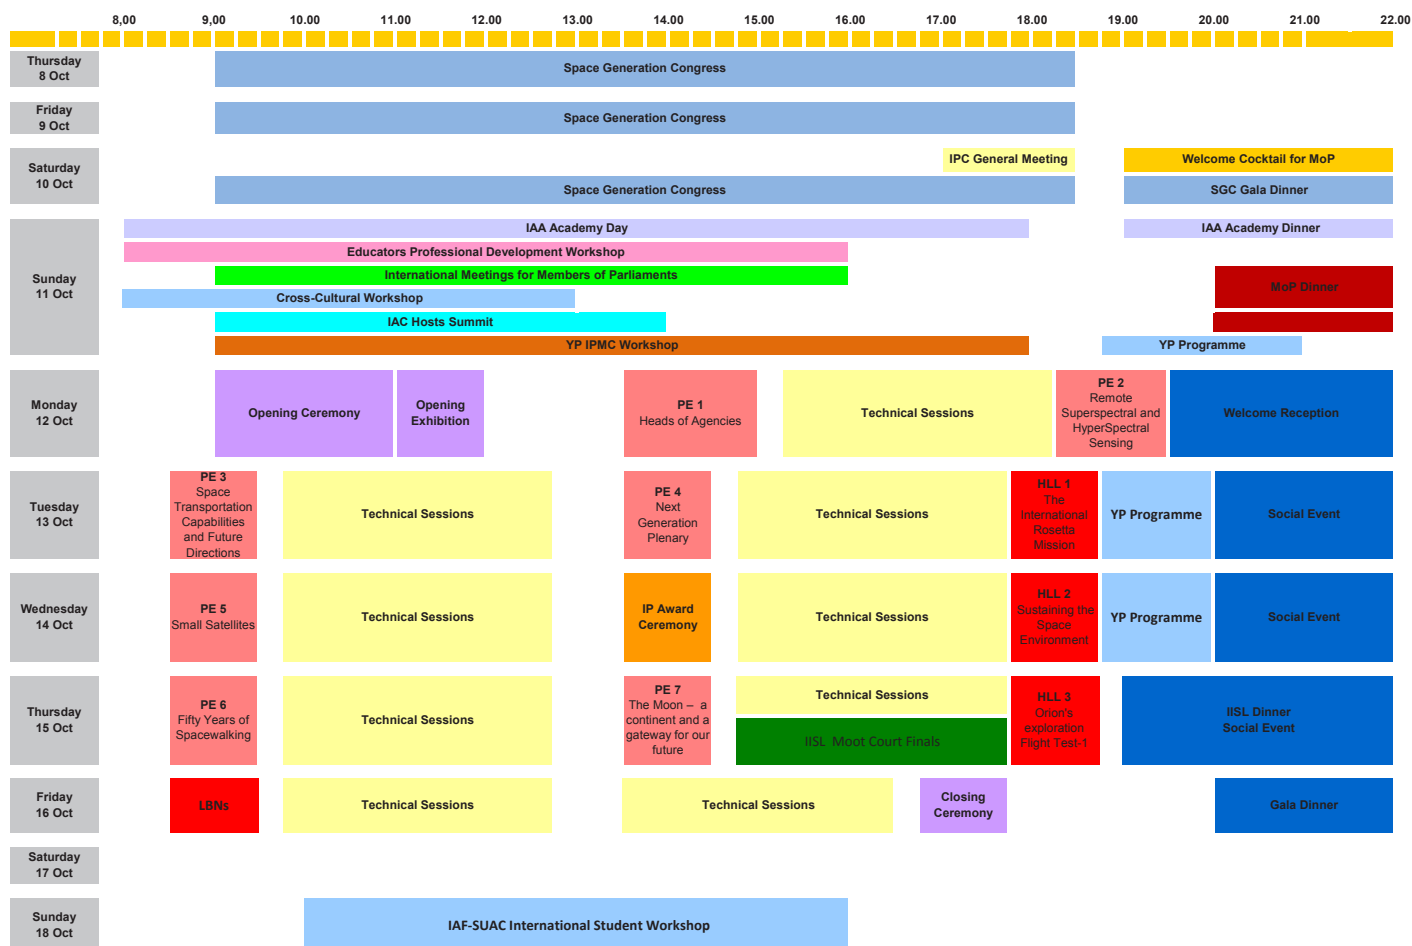 8,00 9,00 10.00 11.00 12.00 13.00 14.00 15.00 16.00 17.00 18.00 19.00 20.00 21.00 22.00
Thursday
8 Oct
Space Generation Congress
Friday
9 Oct
Space Generation Congress
Saturday
10 Oct
IPC General Meeting
Welcome Cocktail for MoP
Space Generation Congress
SGC Gala Dinner
Sunday
11 Oct
IAA Academy Day
IAA Academy Dinner
Educators Professional Development Workshop
International Meetings for Members of Parliaments
MoP Dinner
Cross-Cultural Workshop
IAC Hosts Summit
YP IPMC Workshop
YP Programme
Monday
12 Oct
Opening Ceremony
Opening
Exhibition
PE 1
Heads of Agencies
Technical Sessions
PE 2
Remote
Superspectral and
HyperSpectral
Sensing
Welcome Reception
Tuesday
13 Oct
PE 3
Space
Transportation
Capabilities
and Future
Directions
Technical Sessions
PE 4
Next
Generation
Plenary
Technical Sessions
HLL 1
The
International
Rosetta
Mission
YP Programme
Social Event
Wednesday
14 Oct
PE 5
Small Satellites
Technical Sessions
IP Award
Ceremony
Technical Sessions
HLL 2
Sustaining the
Space
Environment
YP Programme
Social Event
Thursday
15 Oct
PE 6
Fifty Years of
Spacewalking
Technical Sessions
PE 7
The Moon – a
continent and a
gateway for our
future
Technical Sessions
IISL Moot Court Finals
HLL 3
Orion's
exploration
Flight Test-1
IISL Dinner
Social Event
Friday
16 Oct
LBNs
Technical Sessions
Technical Sessions
Closing
Ceremony
Gala Dinner
Saturday
17 Oct
Sunday
18 Oct
IAF-SUAC International Student Workshop